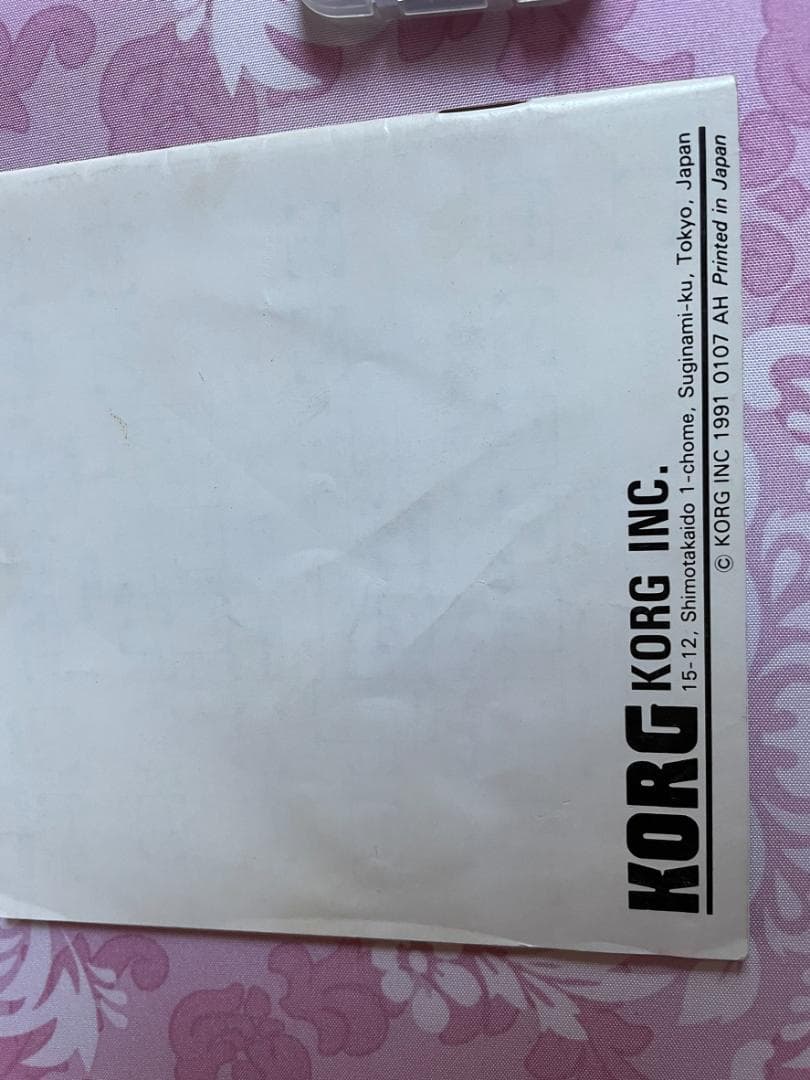 KORG KORG INC.
15-12, Shimotakaido 1-chome, Suginami-ku, Tokyo, Japan
© KORG INC 1991 0107 AH Printed in Japan